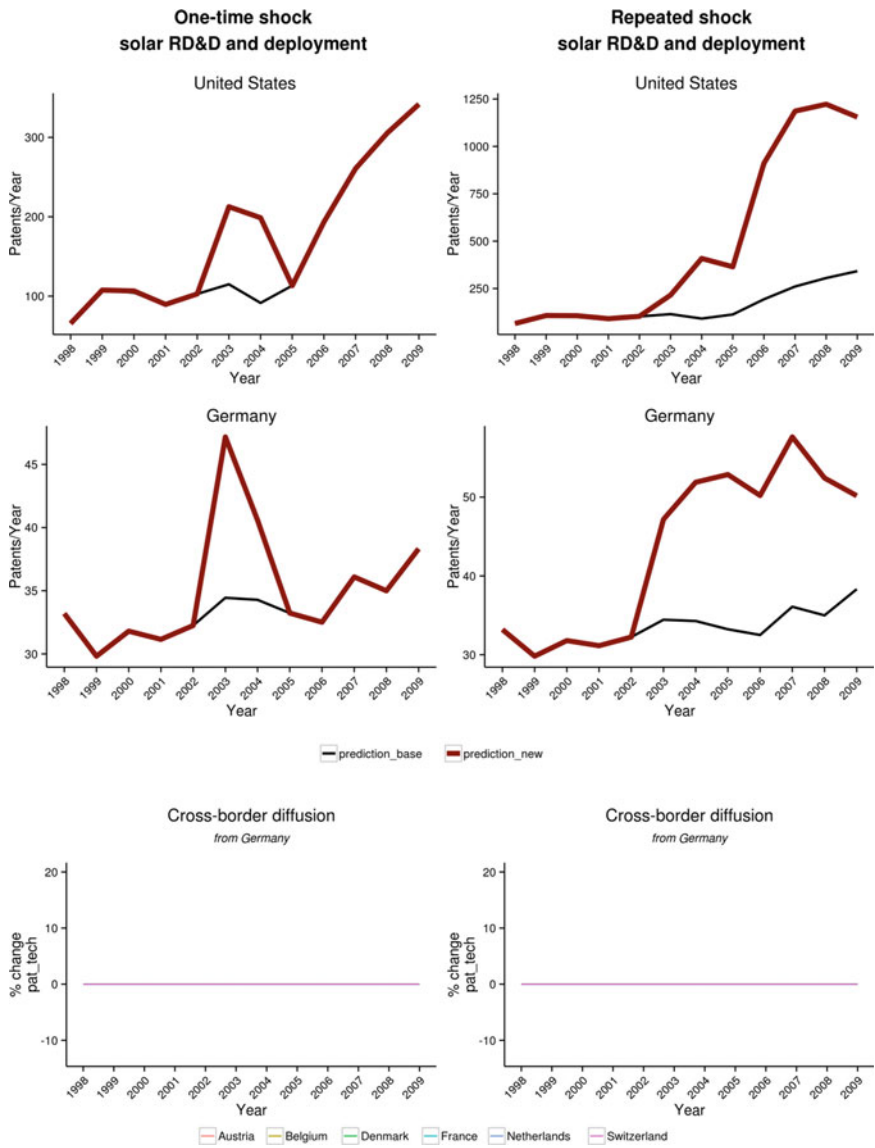 One-time shock
solar RD&D and deployment
Repeated shock
solar RD&D and deployment
United States
Patents/Year
300
200
100
1998 1999 2000 2001 2002 2003 2004 2005 2006 2007 2008 2009
Year
United States
Patents/Year
1250
1000
750
500
250
1998 1999 2000 2001 2002 2003 2004 2005 2006 2007 2008 2009
Year
Germany
Patents/Year
45
40
35
30
1998 1999 2000 2001 2002 2003 2004 2005 2006 2007 2008 2009
Year
Germany
Patents/Year
50
40
30
1998 1999 2000 2001 2002 2003 2004 2005 2006 2007 2008 2009
Year
prediction_base prediction_new
Cross-border diffusion
from Germany
% change
pat_tech
20
10
0
-10
1998 1999 2000 2001 2002 2003 2004 2005 2006 2007 2008 2009
Year
Cross-border diffusion
from Germany
% change
pat_tech
20
10
0
-10
1998 1999 2000 2001 2002 2003 2004 2005 2006 2007 2008 2009
Year
Austria Belgium Denmark France Netherlands Switzerland